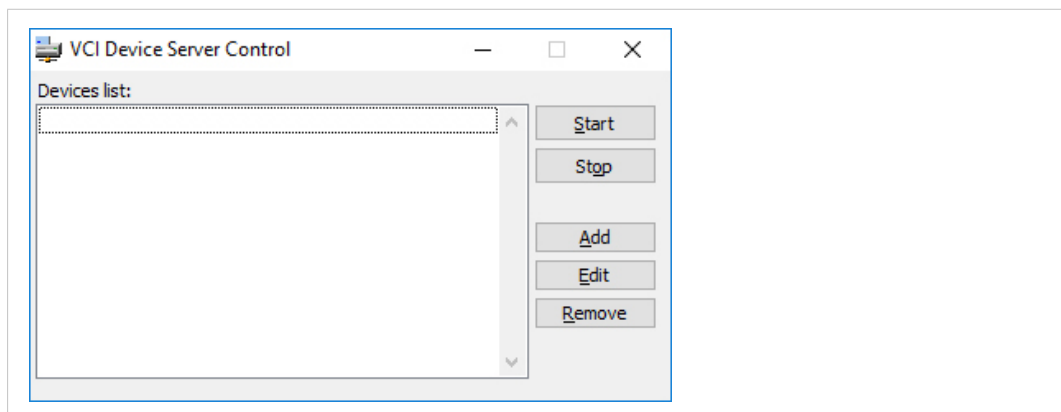 VCI Device Server Control
Devices list:
Start
Stop
Add
Edit
Remove